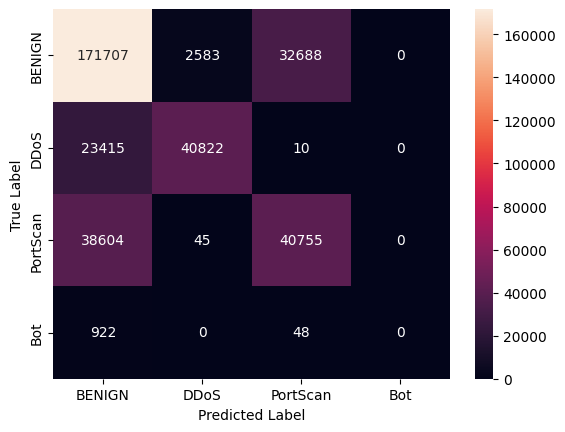 BENIGN 171707 2583 32688 0
DDoS 23415 40822 10 0
PortScan 38604 45 40755 0
Bot 922 0 48 0
BENIGN DDoS PortScan Bot
Predicted Label
True Label
160000
140000
120000
100000
80000
60000
40000
20000
0